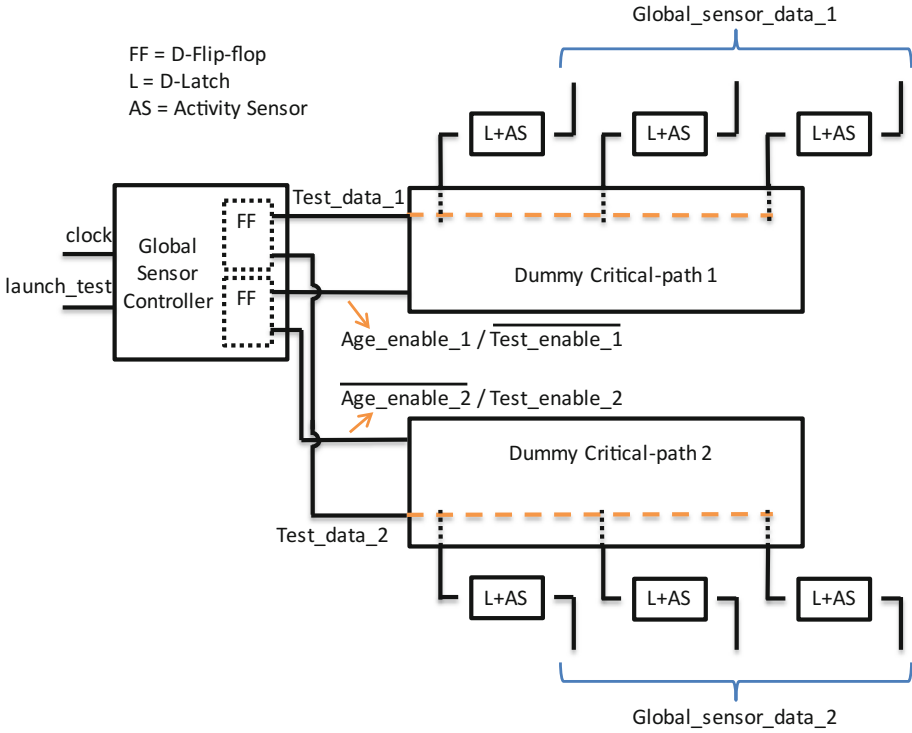 Global_sensor_data_1
FF = D-Flip-flop
L = D-Latch
AS = Activity Sensor
L+AS
L+AS
L+AS
Test_data_1
FF
clock
Global
Sensor
Controller
launch_test
FF
Dummy Critical-path 1
Age_enable_1 / Test_enable_1
Age_enable_2 / Test_enable_2
Dummy Critical-path 2
Test_data_2
L+AS
L+AS
L+AS
Global_sensor_data_2